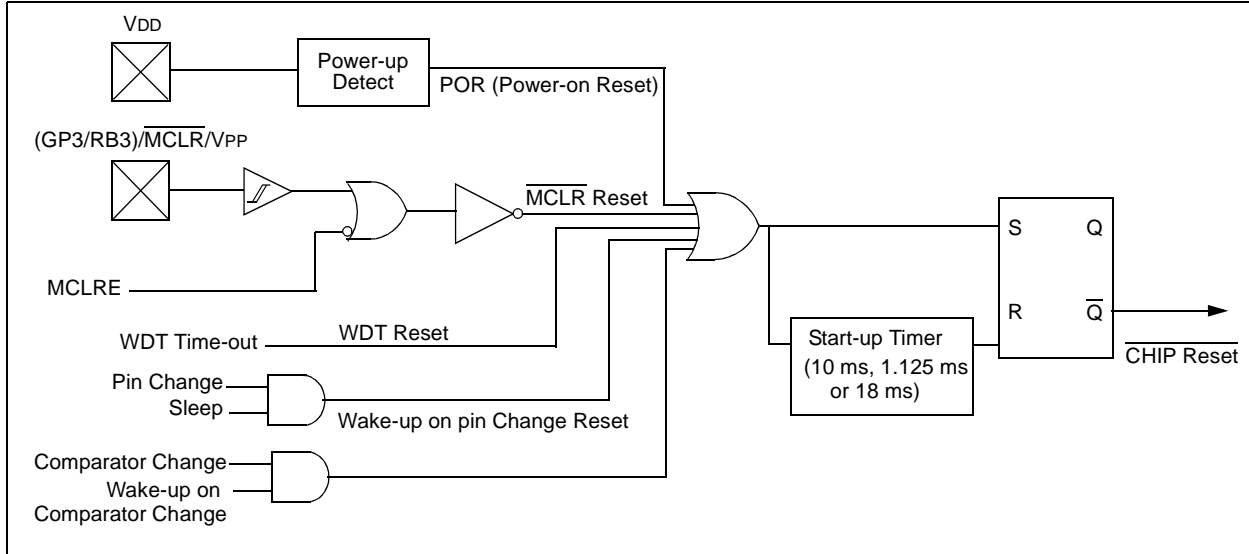 VDD
Power-up
Detect
POR (Power-on Reset)
(GP3/RB3)/MCLR/VPP
MCLR Reset
MCLRE
WDT Time-out
WDT Reset
Pin Change
Sleep
Wake-up on pin Change Reset
Comparator Change
Wake-up on
Comparator Change
S
Q
R
Q
Start-up Timer
(10 ms, 1.125 ms
or 18 ms)
CHIP Reset